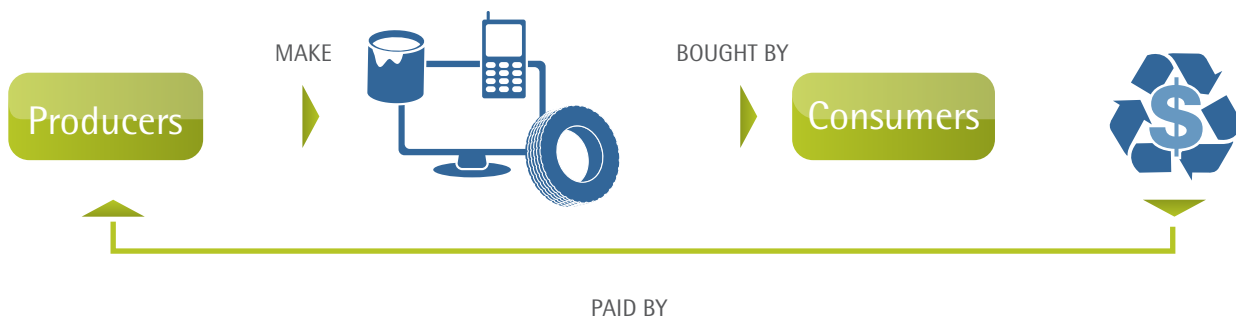 MAKE
BOUGHT BY
Producers
Consumers
$
PAID BY